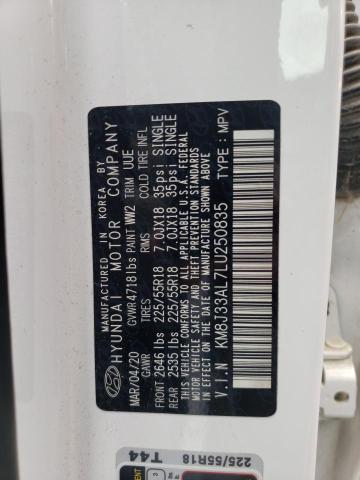 MANUFACTURED IN KOREA BY
HYUNDAI MOTOR COMPANY
MAR/04/20 GVWR 4718lbs PAINT WW2 TRIM UUE
GAWR TIRES RIMS COLD TIRE INFL
FRONT 2646 lbs 225/55R18 7.0JX18 35psi SINGLE
REAR 2535 lbs 225/55R18 7.0JX18 35psi SINGLE
THIS VEHICLE CONFORMS TO ALL APPLICABLE U.S. FEDERAL
MOTOR VEHICLE SAFETY AND THEFT PREVENTION STANDARDS
IN EFFECT ON THE DATE OF MANUFACTURE SHOWN ABOVE.
V.I.N KM8J33AL7LU250835 TYPE : MPV
T44
225/55R18
3